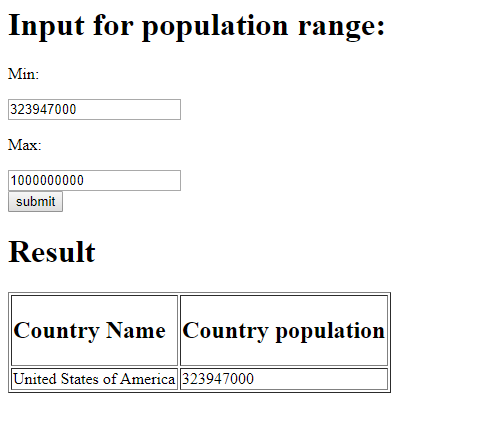 Input for population range:
Min:
323947000
Max:
1000000000
submit
Result
Country Name Country population
United States of America 323947000